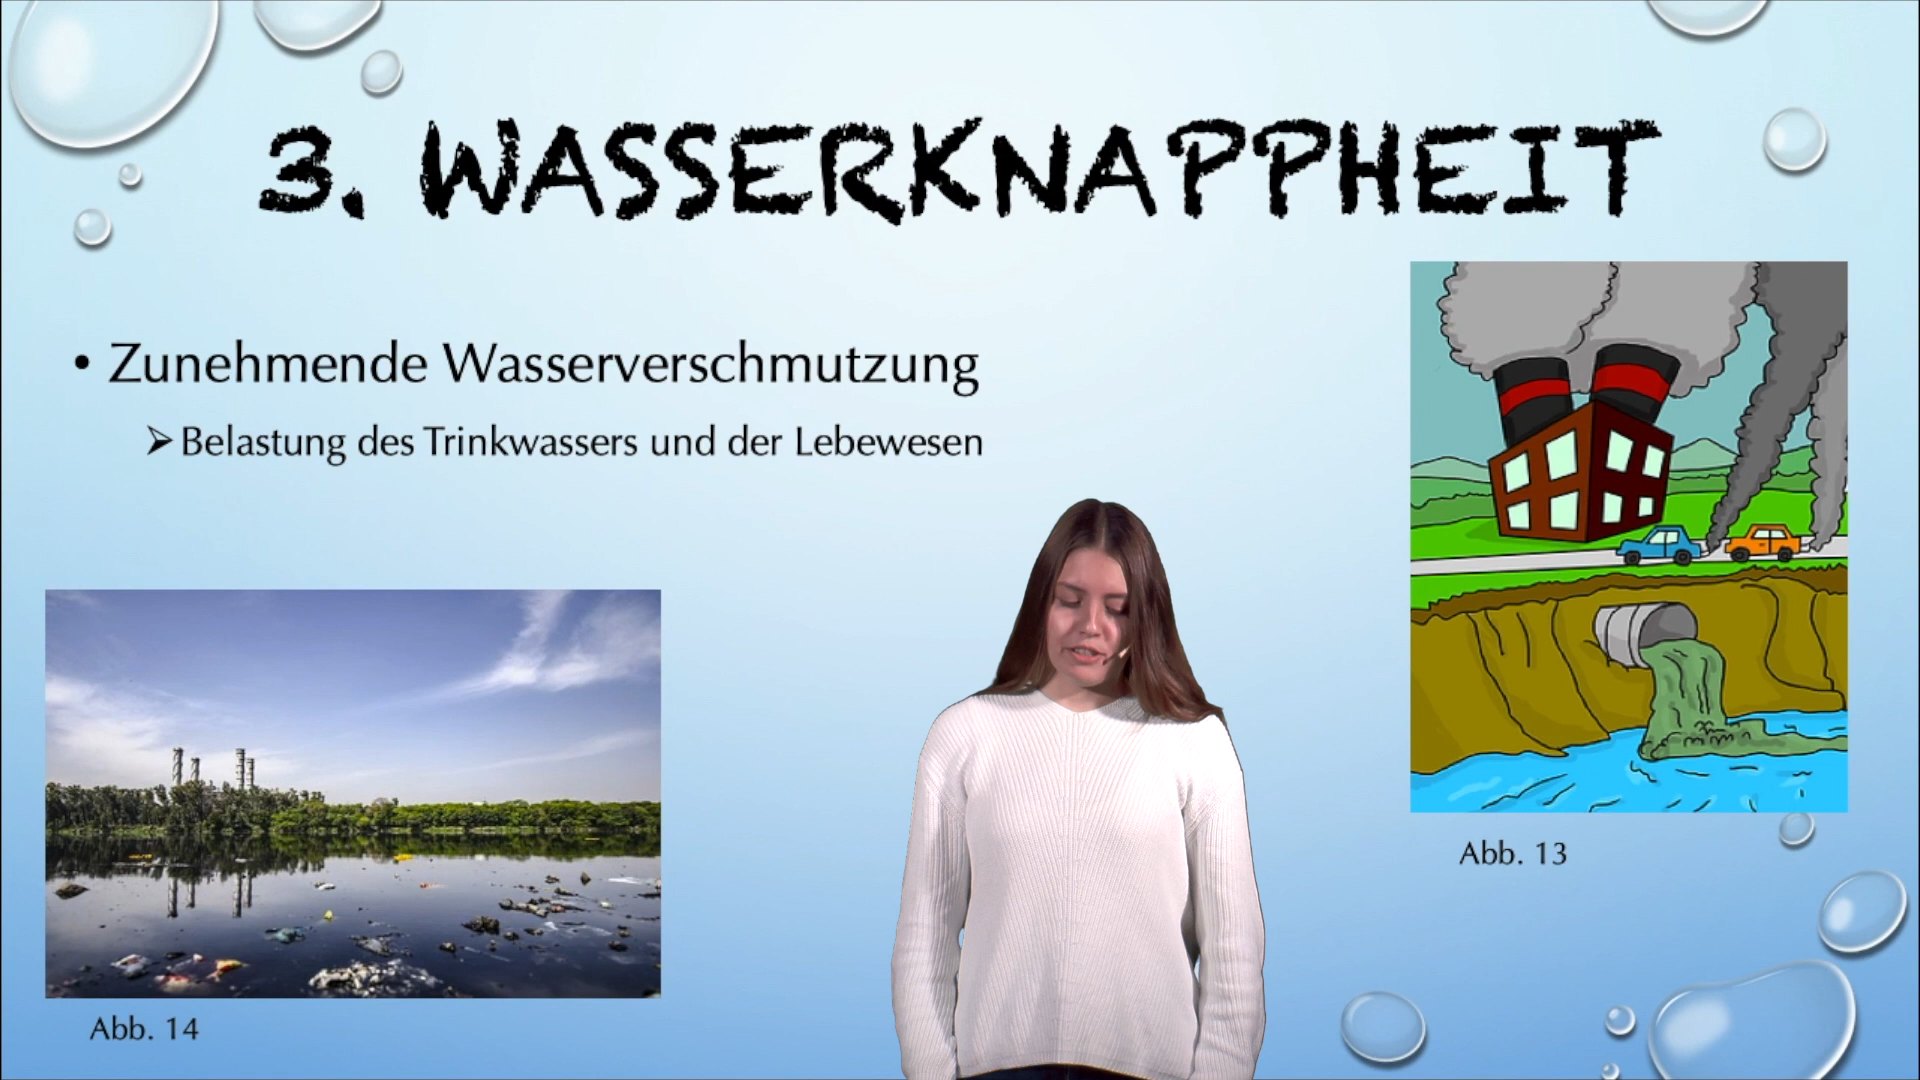 3. WASSERKNAPPHEIT
• Zunehmende Wasserverschmutzung
➢ Belastung des Trinkwassers und der Lebewesen
Abb. 13
Abb. 14